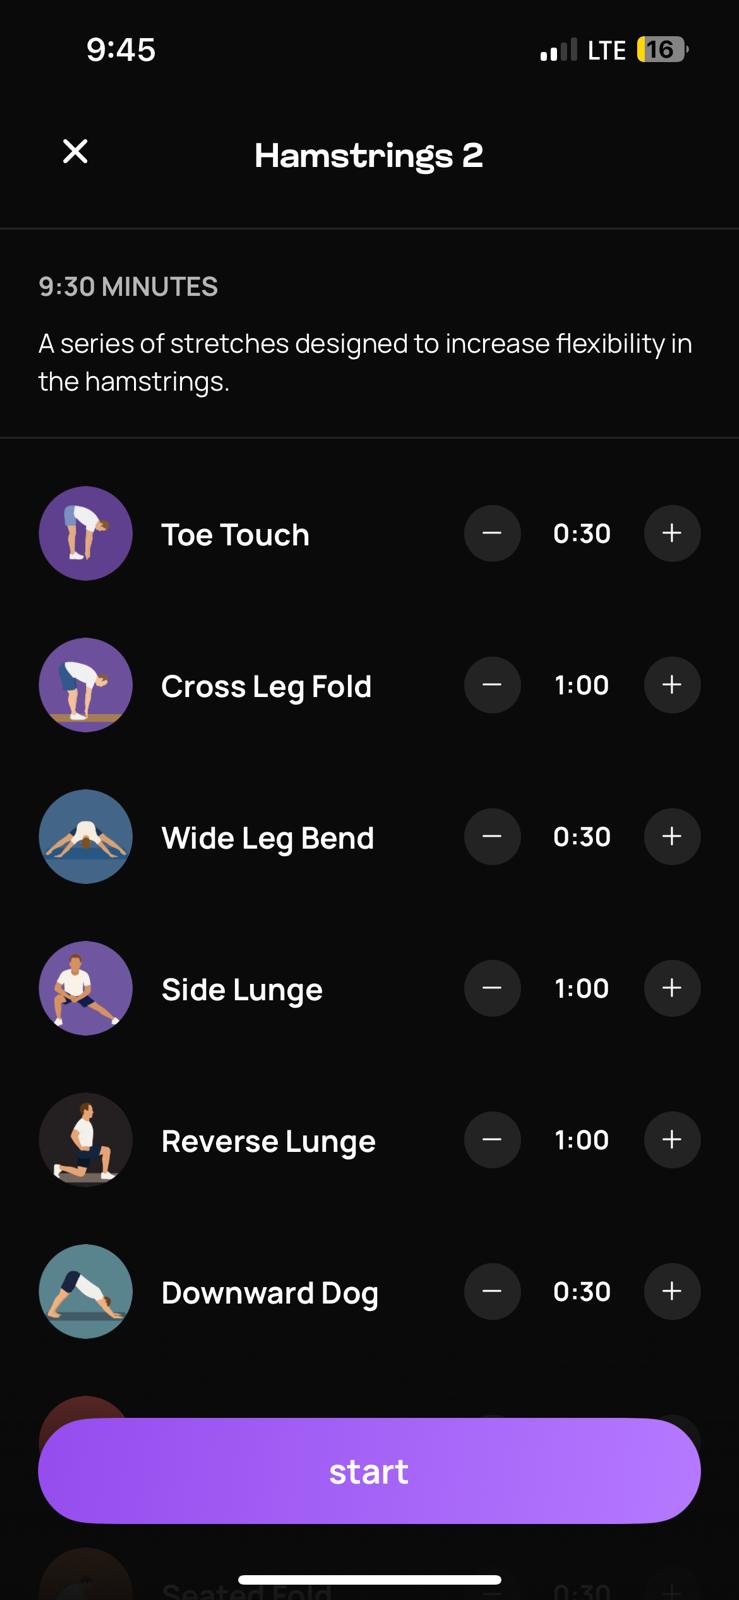 9:45 LTE 16
Hamstrings 2
9:30 MINUTES
A series of stretches designed to increase flexibility in
the hamstrings.
Toe Touch − 0:30 +
Cross Leg Fold − 1:00 +
Wide Leg Bend − 0:30 +
Side Lunge − 1:00 +
Reverse Lunge − 1:00 +
Downward Dog − 0:30 +
start
Seated Fold − 0:30 +